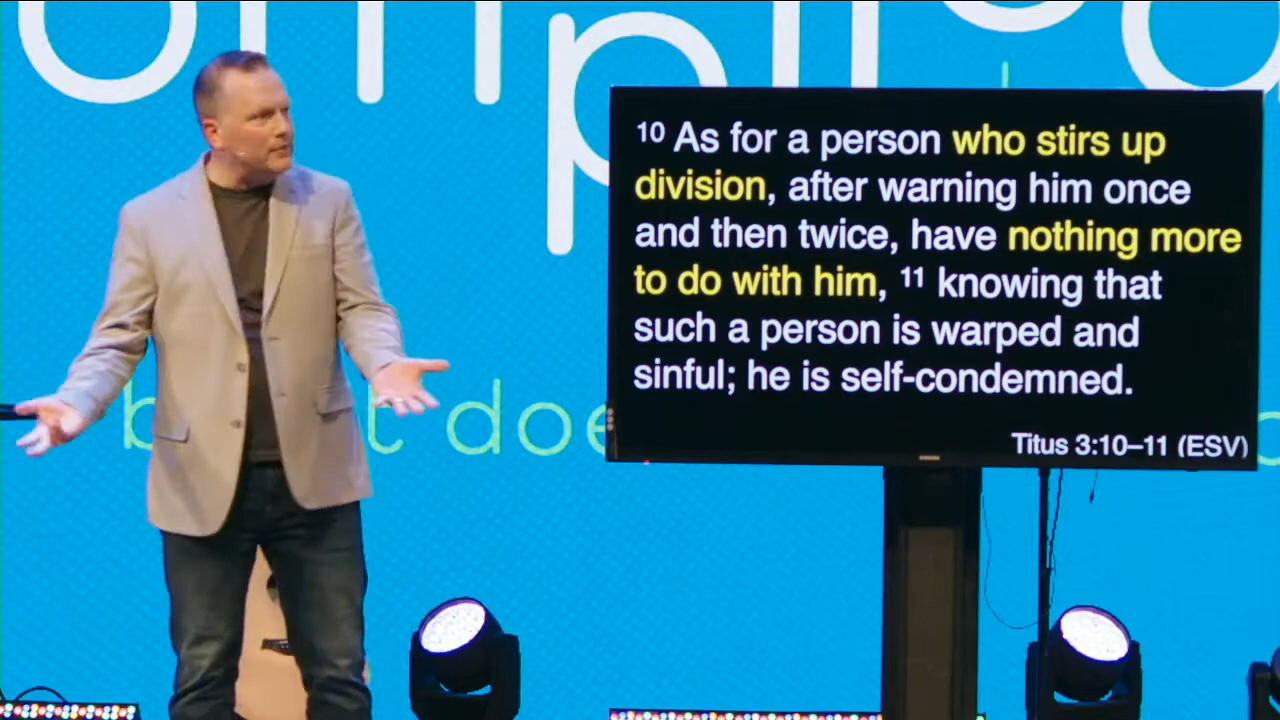 10 As for a person who stirs up
division, after warning him once
and then twice, have nothing more
to do with him, 11 knowing that
such a person is warped and
sinful; he is self-condemned.
Titus 3:10–11 (ESV)